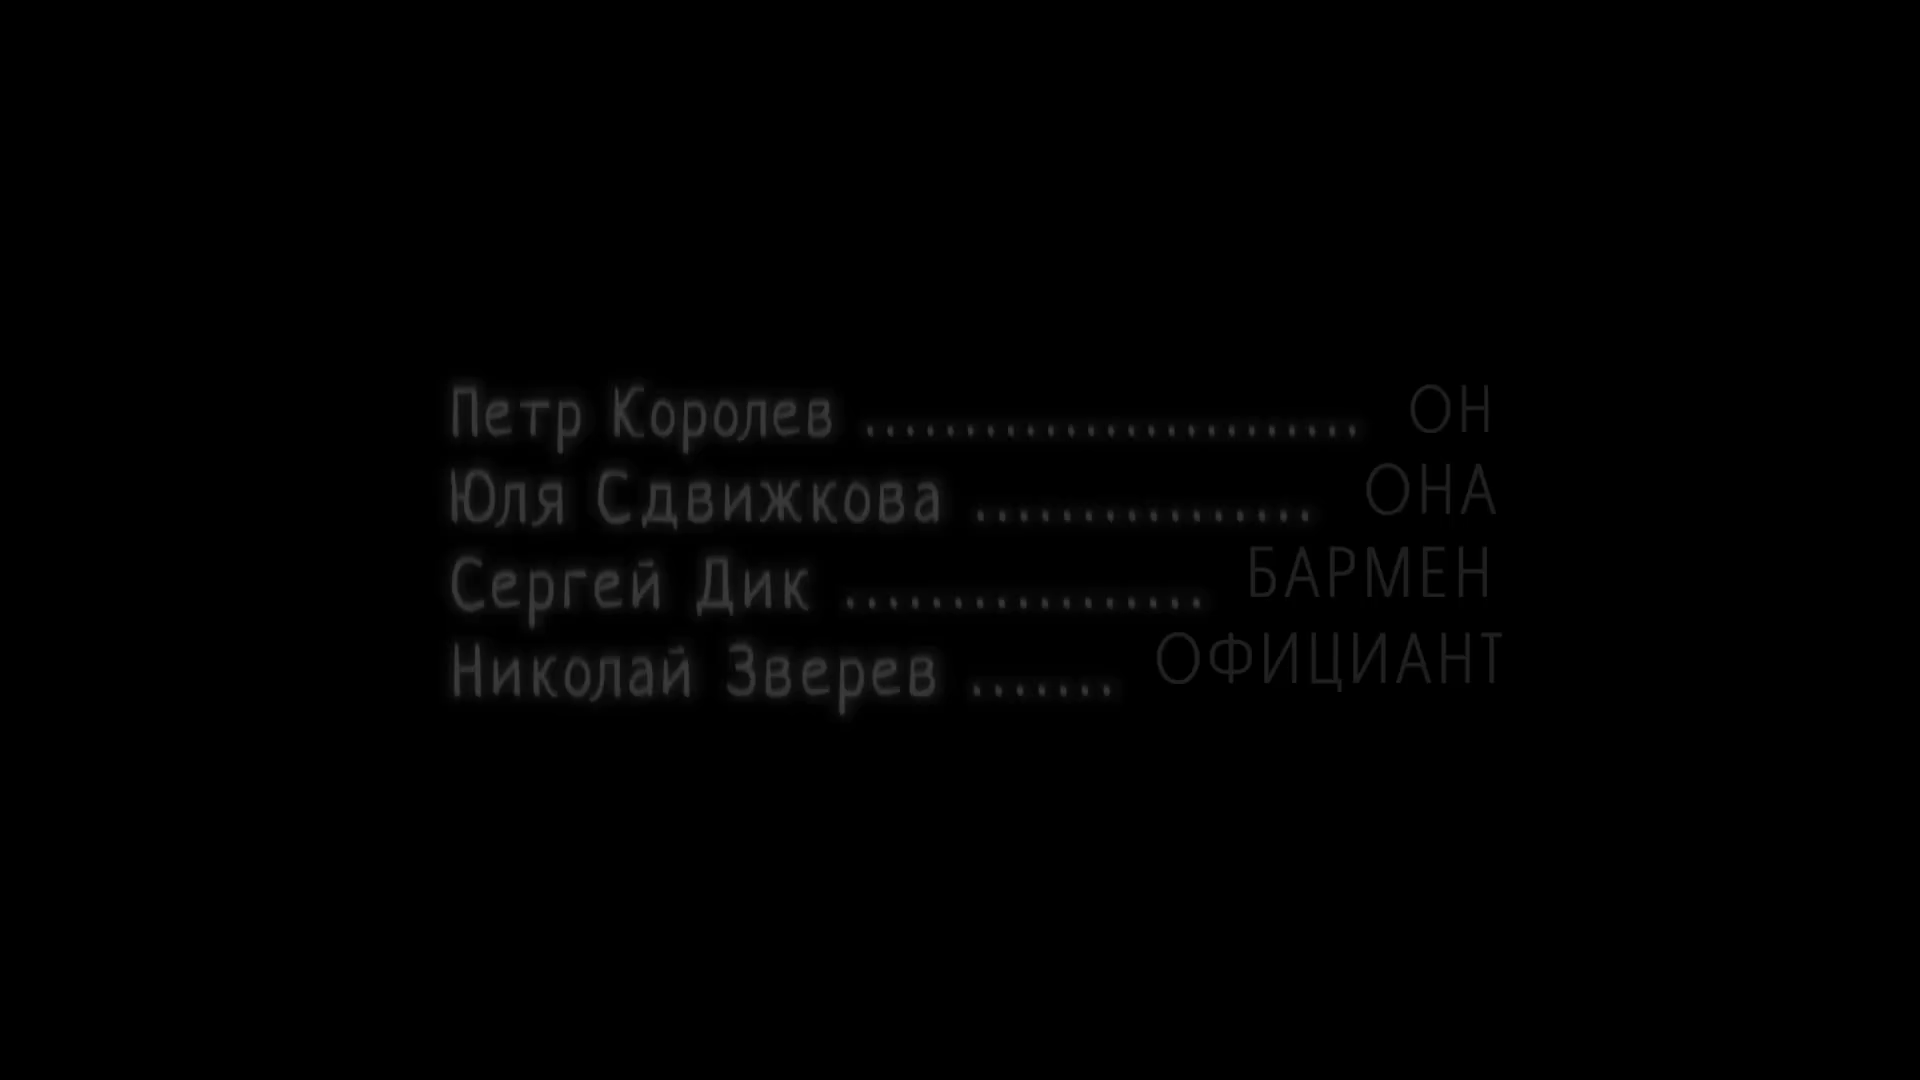 Петр Королев ......................... ОН
Юля Сдвижкова ................ ОНА
Сергей Дик ................. БАРМЕН
Николай Зверев ....... ОФИЦИАНТ